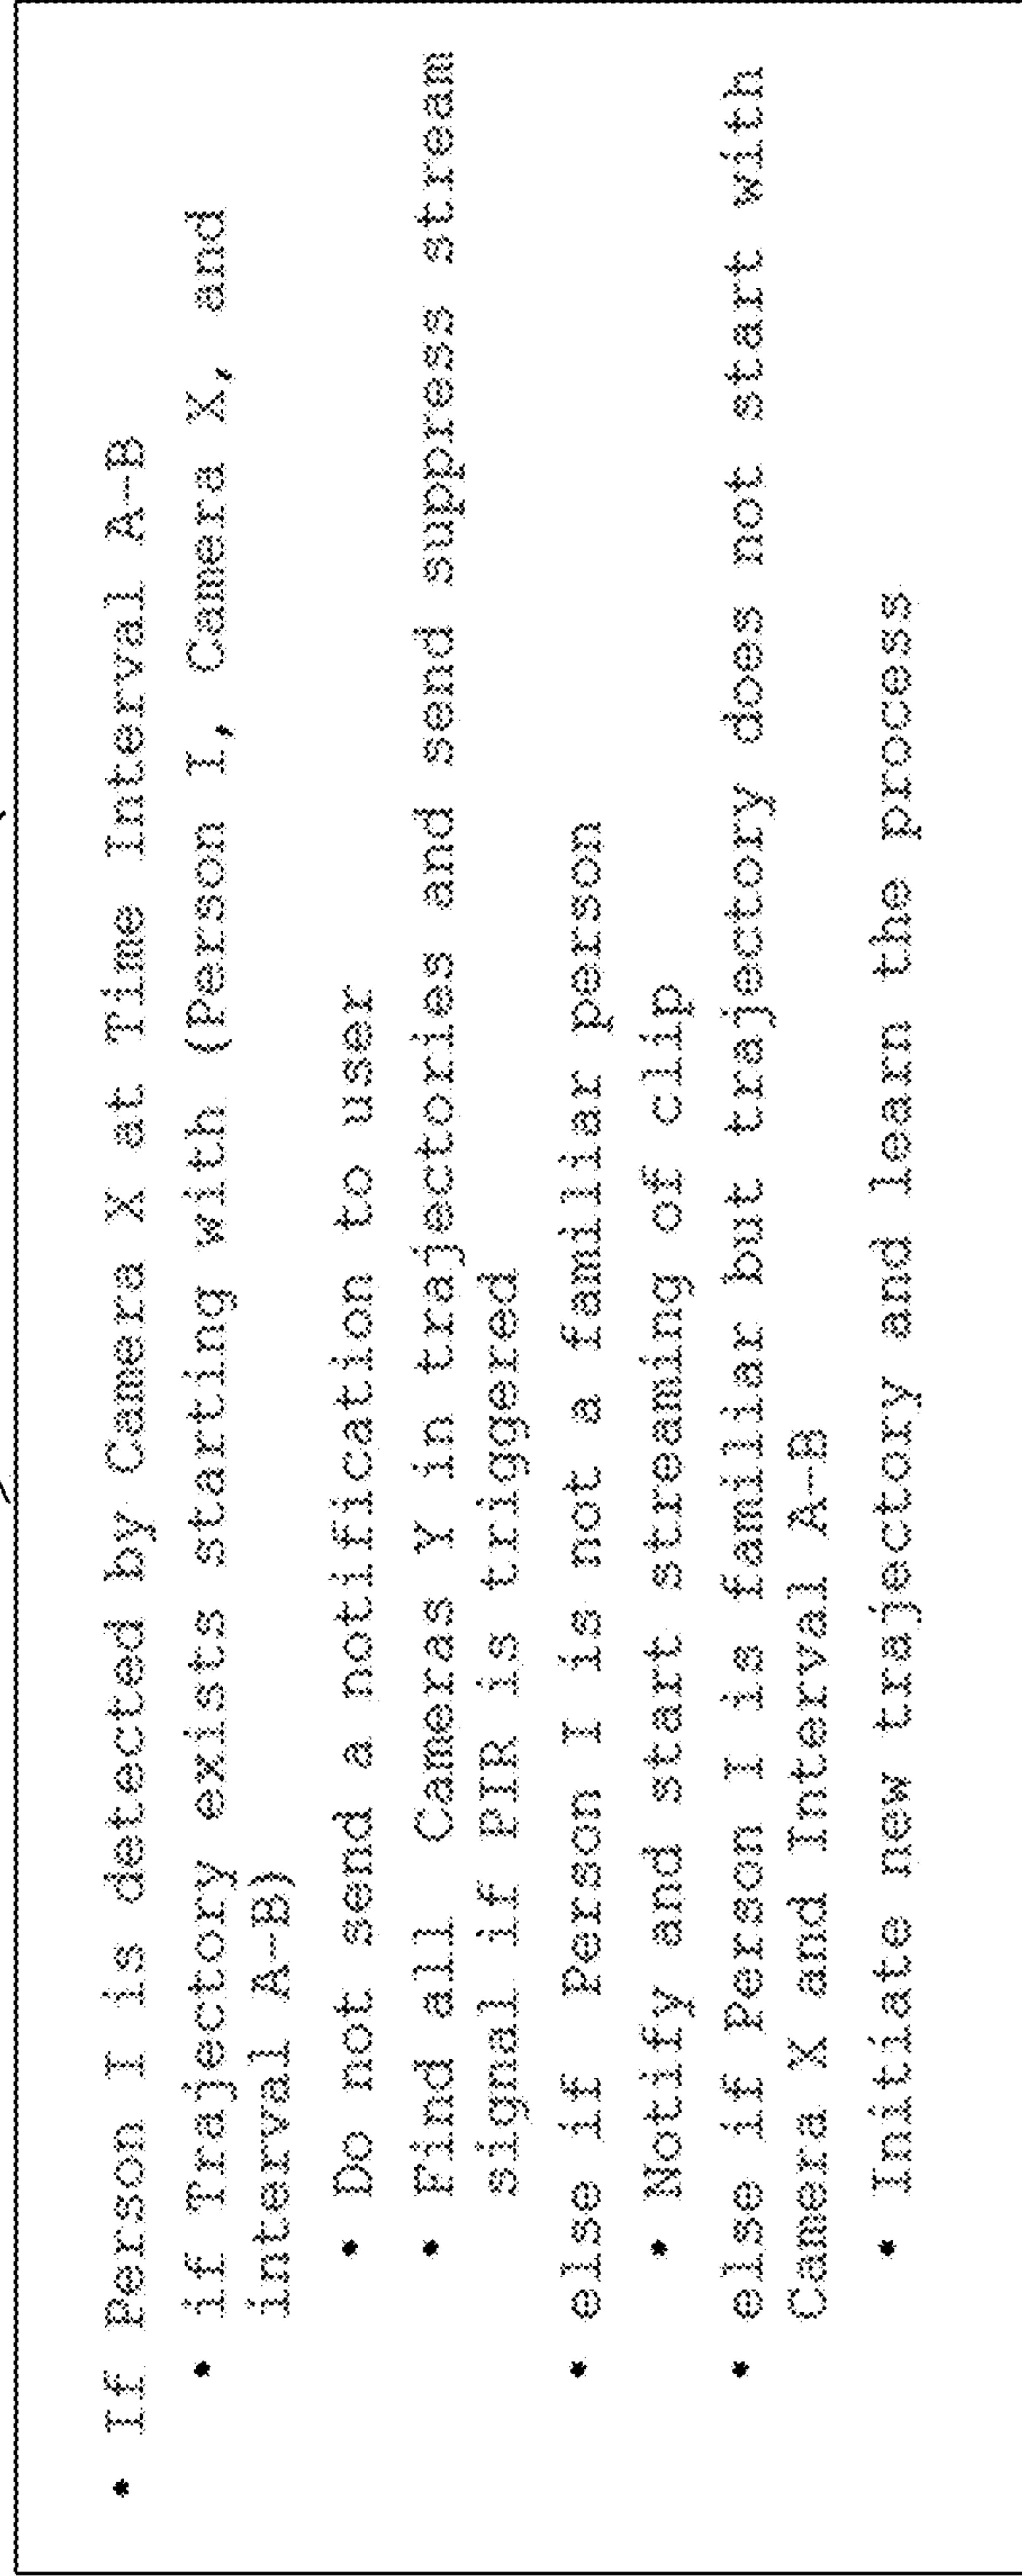 • If Person I is detected by Camera X at Time Interval A-B
• if Trajectory exists starting with (Person I, Camera X, and
interval A-B)
• Do not send a notification to user
• Find all Cameras Y in trajectories and send suppress stream
signal if PIR is triggered
• else if Person I is not a familiar person
• Notify and start streaming of clip
• else if Person I is familiar but trajectory does not start with
Camera X and Interval A-B
• Initiate new trajectory and learn the process